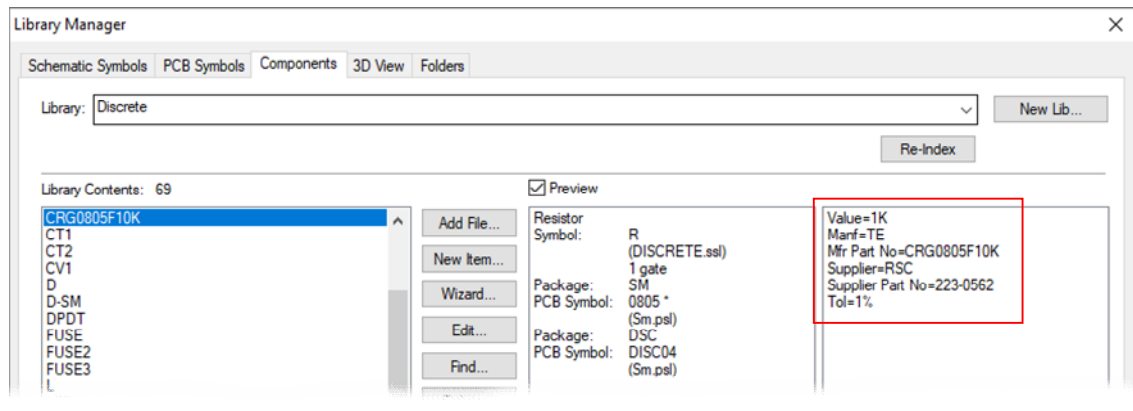 Library Manager
Schematic Symbols PCB Symbols Components 3D View Folders
Library: Discrete New Lib...
Re-Index
Library Contents: 69 Preview
CRG0805F10K
CT1
CT2
CV1
D
D-SM
DPDT
FUSE
FUSE2
FUSE3
L
Add File...
New Item...
Wizard...
Edit...
Find...
Resistor
Symbol: R
(DISCRETE.ssl)
1 gate
Package: SM
PCB Symbol: 0805 *
(Sm.psl)
Package: DSC
PCB Symbol: DISC04
(Sm.psl)
Value=1K
Manf=TE
Mfr Part No=CRG0805F10K
Supplier=RSC
Supplier Part No=223-0562
Tol=1%